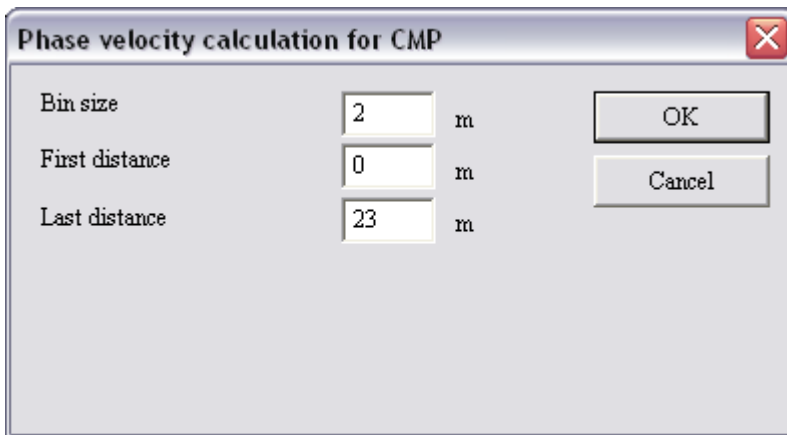 Phase velocity calculation for CMP
Bin size 2 m OK
First distance 0 m Cancel
Last distance 23 m